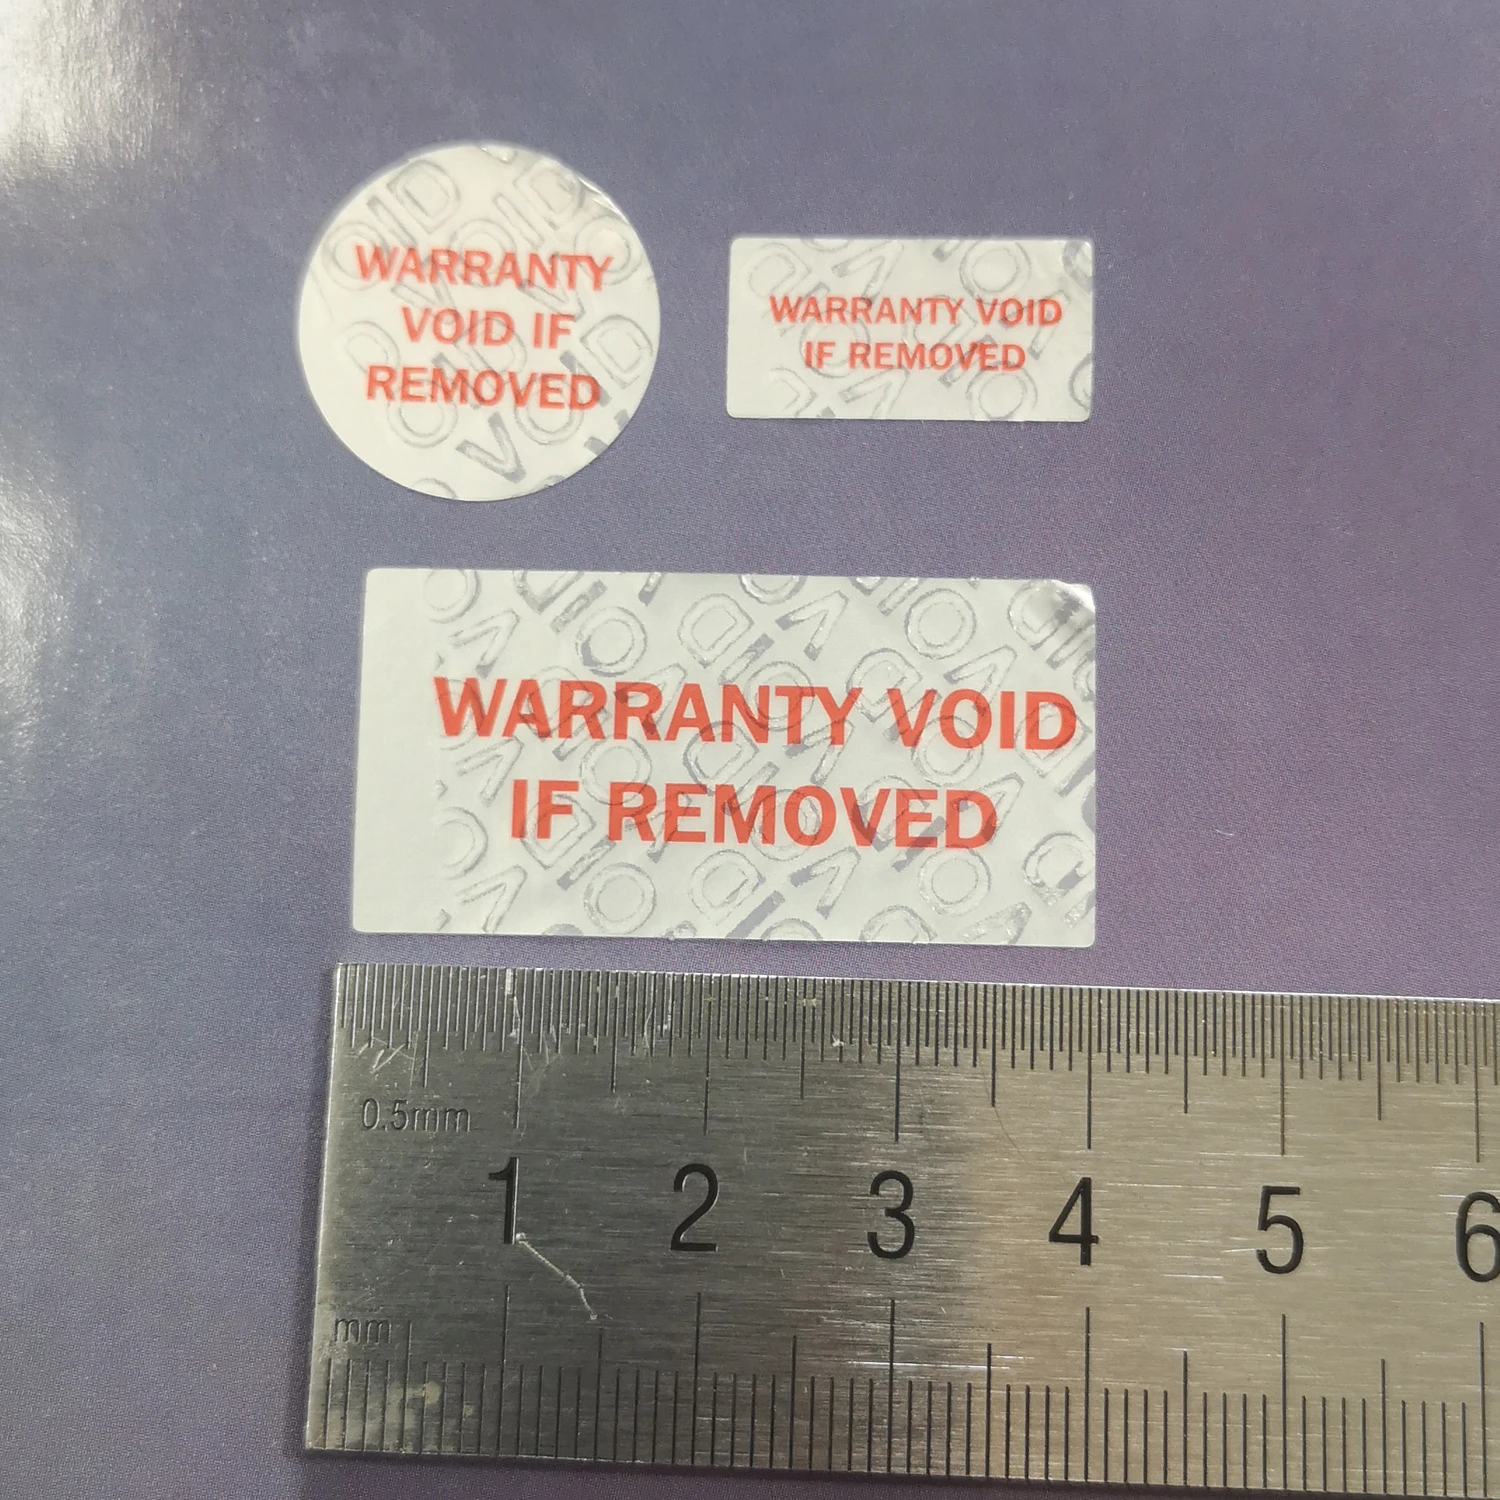 WARRANTY
VOID IF
REMOVED
WARRANTY VOID
IF REMOVED
WARRANTY VOID
IF REMOVED
0.5mm
1 2 3 4 5 6
mm